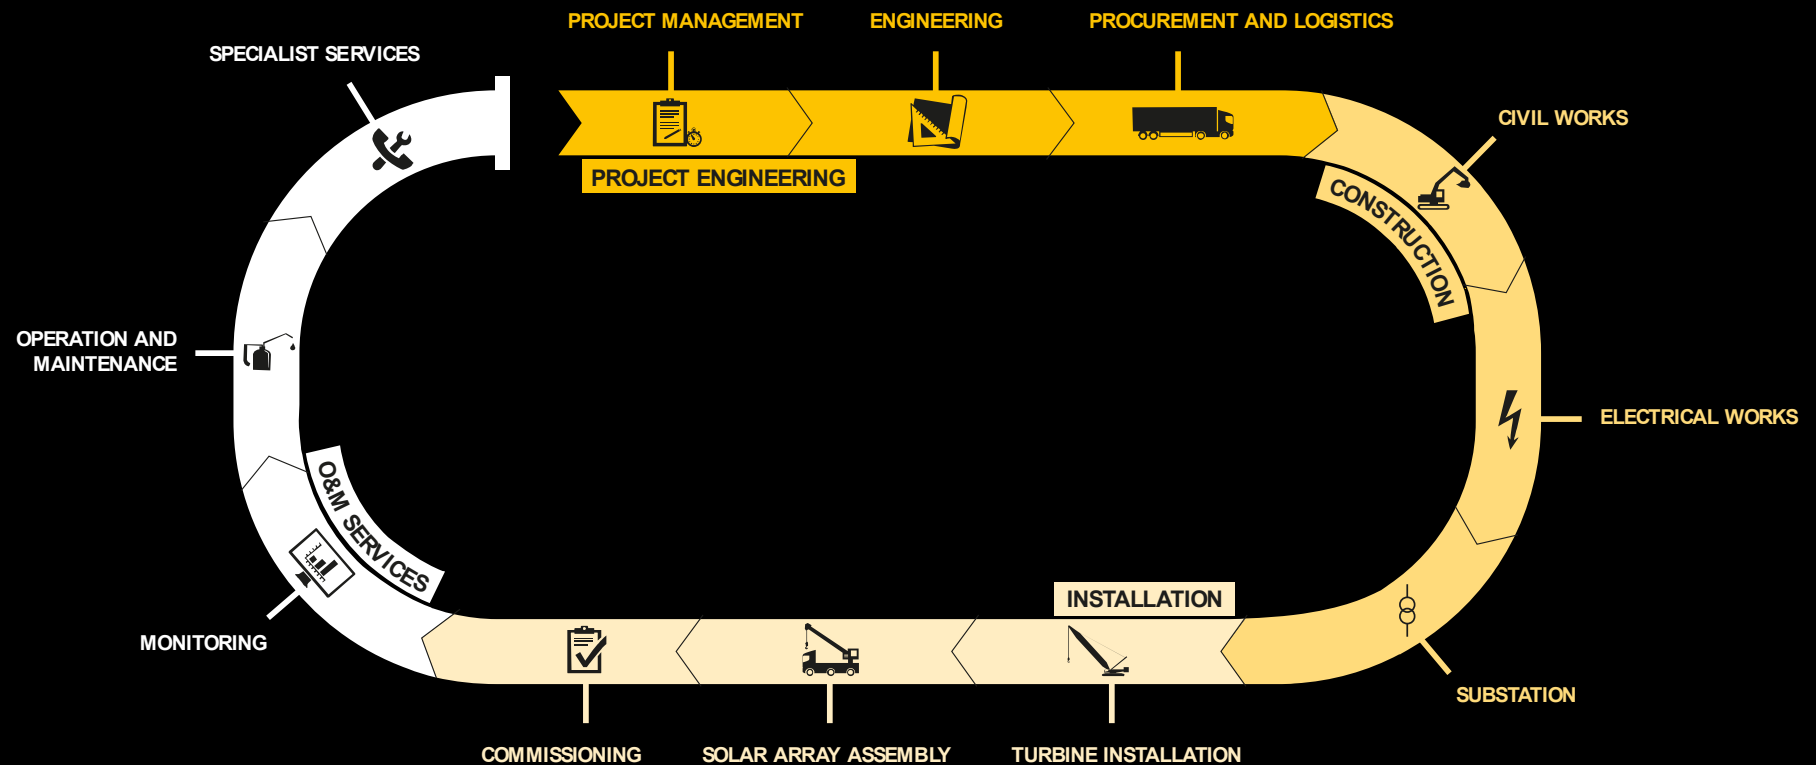 PROJECT MANAGEMENT
ENGINEERING
PROCUREMENT AND LOGISTICS
SPECIALIST SERVICES
CIVIL WORKS
PROJECT ENGINEERING
CONSTRUCTION
OPERATION AND
MAINTENANCE
ELECTRICAL WORKS
O&M SERVICES
INSTALLATION
MONITORING
SUBSTATION
COMMISSIONING
SOLAR ARRAY ASSEMBLY
TURBINE INSTALLATION